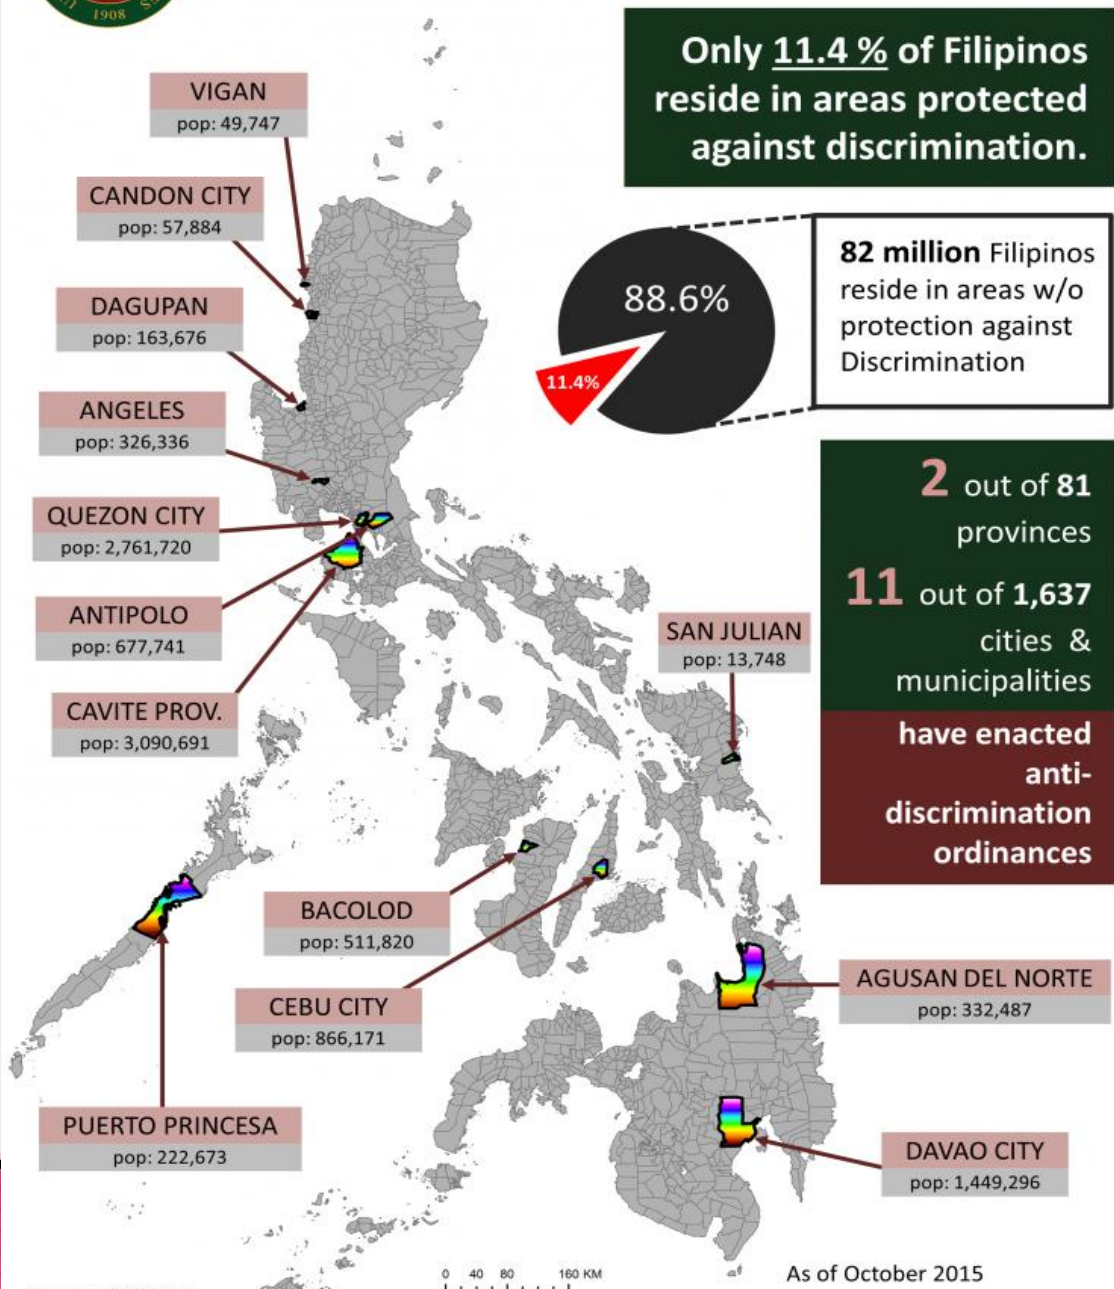 1908
Only 11.4 % of Filipinos
reside in areas protected
against discrimination.
VIGAN
pop: 49,747
CANDON CITY
pop: 57,884
DAGUPAN
pop: 163,676
ANGELES
pop: 326,336
QUEZON CITY
pop: 2,761,720
ANTIPOLO
pop: 677,741
CAVITE PROV.
pop: 3,090,691
88.6%
11.4%
82 million Filipinos
reside in areas w/o
protection against
Discrimination
2 out of 81
provinces
11 out of 1,637
cities &
municipalities
have enacted
anti-
discrimination
ordinances
SAN JULIAN
pop: 13,748
BACOLOD
pop: 511,820
CEBU CITY
pop: 866,171
AGUSAN DEL NORTE
pop: 332,487
PUERTO PRINCESA
pop: 222,673
DAVAO CITY
pop: 1,449,296
0 40 80 160 KM
As of October 2015